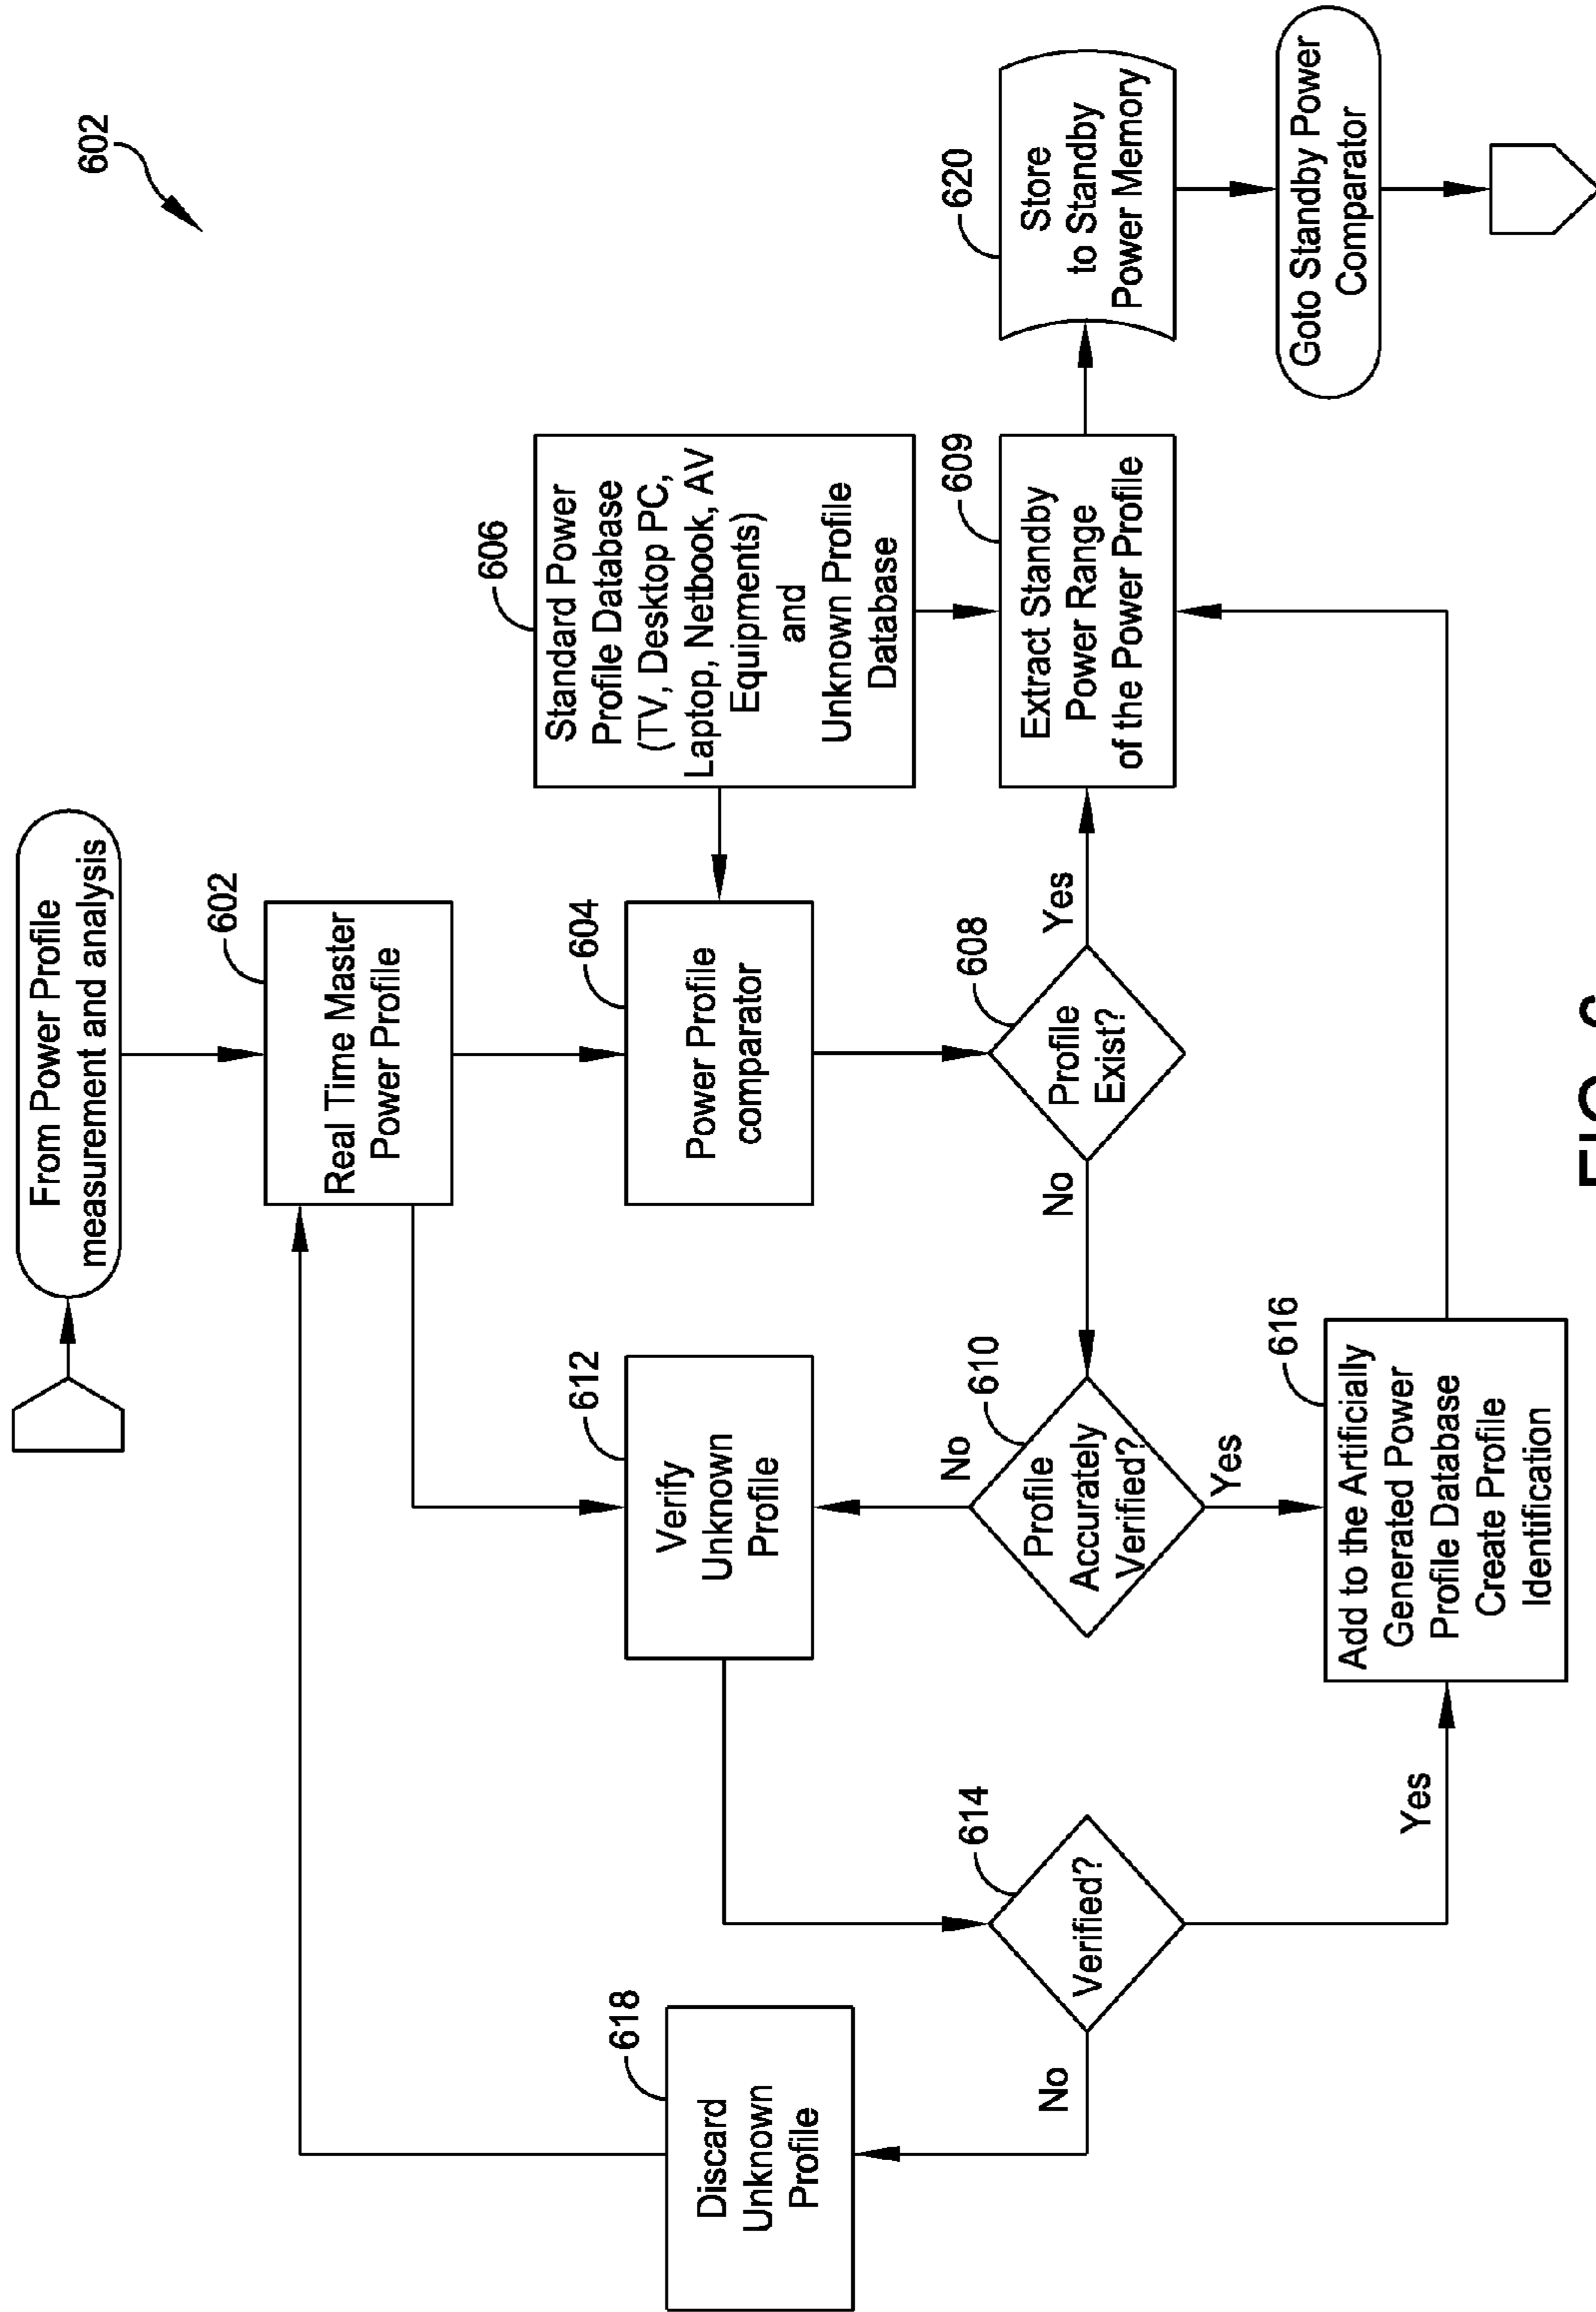 602
From Power Profile
measurement and analysis
602
Real Time Master
Power Profile
604
Power Profile
comparator
606
Standard Power
Profile Database
(TV, Desktop PC,
Laptop, Netbook, AV
Equipments)
and
Unknown Profile
Database
608
Profile
Exist?
Yes
No
609
Extract Standby
Power Range
of the Power Profile
620
Store
to Standby
Power Memory
Goto Standby Power
Comparator
610
Profile
Accurately
Verified?
No
Yes
612
Verify
Unknown
Profile
614
Verified?
No
Yes
616
Add to the Artificially
Generated Power
Profile Database
Create Profile
Identification
618
Discard
Unknown
Profile